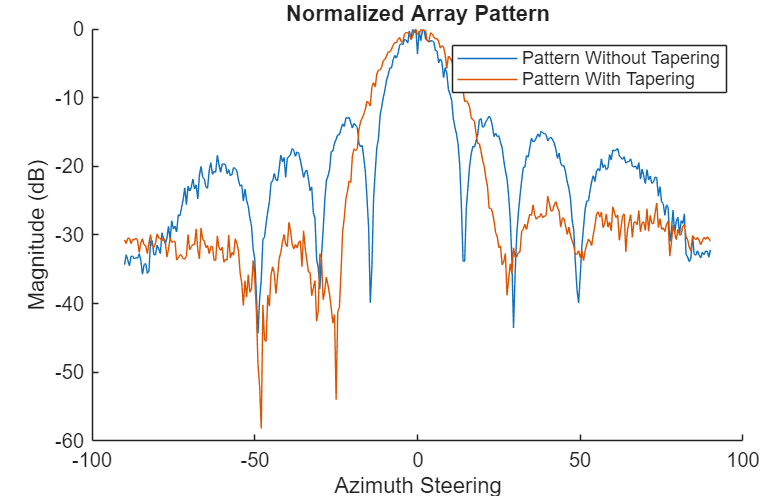 Normalized Array Pattern
0
-10
-20
-30
-40
-50
-60
Magnitude (dB)
Pattern Without Tapering
Pattern With Tapering
-100
-50
0
50
100
Azimuth Steering